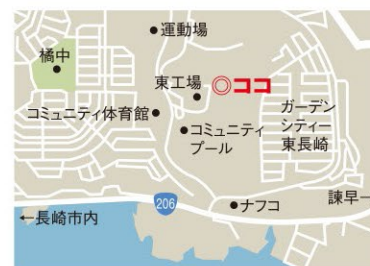 運動場
橘中
東工場
◎ココ
コミュニティ体育館
ガーデン
シティー
東長崎
コミュニティ
プール
206
ナフコ
諫早→
←長崎市内